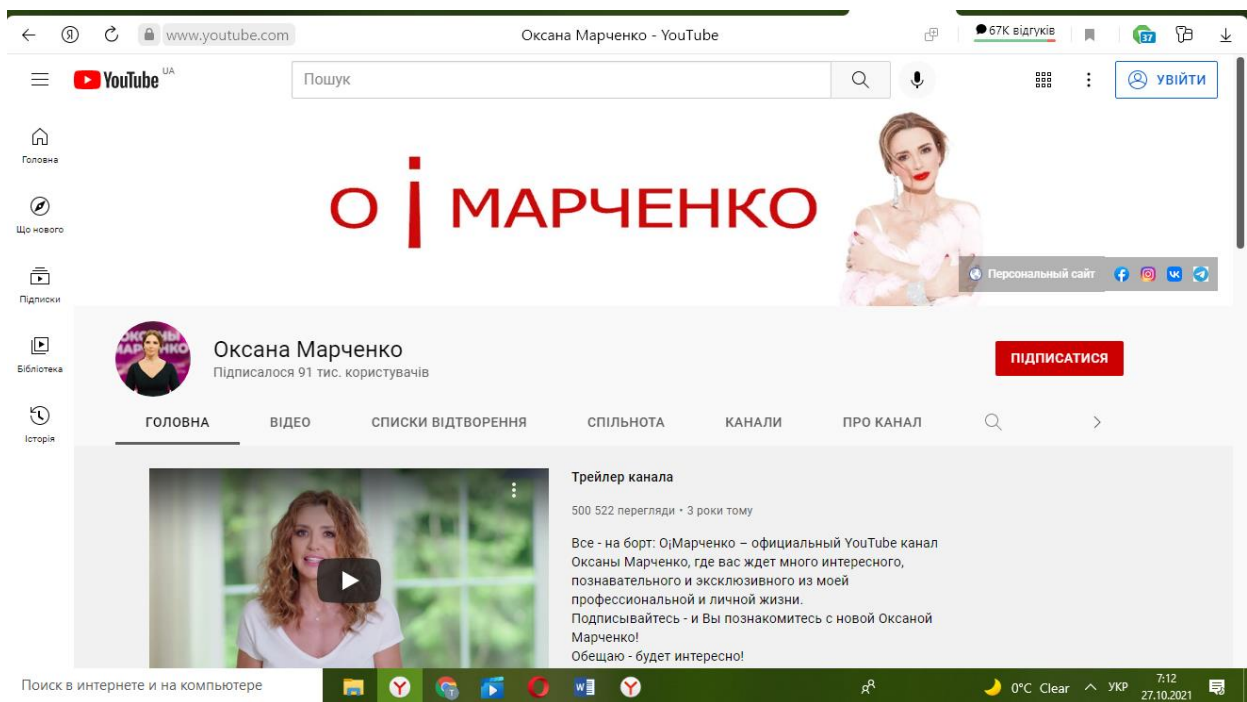 www.youtube.com
Оксана Марченко - YouTube
67K відгуків
37
YouTube UA
Пошук
УВІЙТИ
Головна
Що нового
Підписки
Бібліотека
Історія
О¡МАРЧЕНКО
Персональный сайт
Оксана Марченко
Підписалося 91 тис. користувачів
ПІДПИСАТИСЯ
ГОЛОВНА ВІДЕО СПИСКИ ВІДТВОРЕННЯ СПІЛЬНОТА КАНАЛИ ПРО КАНАЛ
Трейлер канала
500 522 перегляди • 3 роки тому
Все - на борт: О¡Марченко – официальный YouTube канал
Оксаны Марченко, где вас ждет много интересного,
познавательного и эксклюзивного из моей
профессиональной и личной жизни.
Подписывайтесь - и Вы познакомитесь с новой Оксаной
Марченко!
Обещаю - будет интересно!
Поиск в интернете и на компьютере
0°C Clear
УКР
7:12
27.10.2021